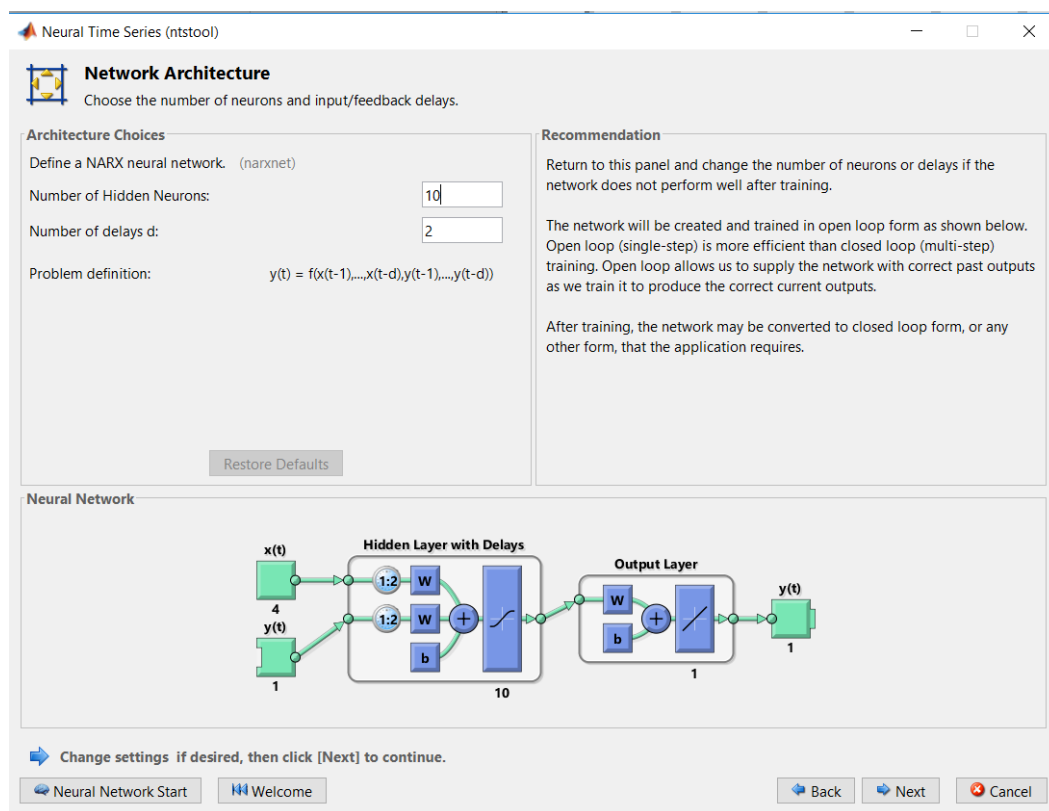 Neural Time Series (ntstool)
Network Architecture
Choose the number of neurons and input/feedback delays.
Architecture Choices
Define a NARX neural network. (narxnet)
Number of Hidden Neurons: 10
Number of delays d: 2
Problem definition: y(t) = f(x(t-1),...,x(t-d),y(t-1),...,y(t-d))
Restore Defaults
Recommendation
Return to this panel and change the number of neurons or delays if the
network does not perform well after training.
The network will be created and trained in open loop form as shown below.
Open loop (single-step) is more efficient than closed loop (multi-step)
training. Open loop allows us to supply the network with correct past outputs
as we train it to produce the correct current outputs.
After training, the network may be converted to closed loop form, or any
other form, that the application requires.
Neural Network
x(t)
4
y(t)
1
Hidden Layer with Delays
1:2 W
1:2 W
b
10
Output Layer
W
b
1
y(t)
1
Change settings if desired, then click [Next] to continue.
Neural Network Start Welcome Back Next Cancel